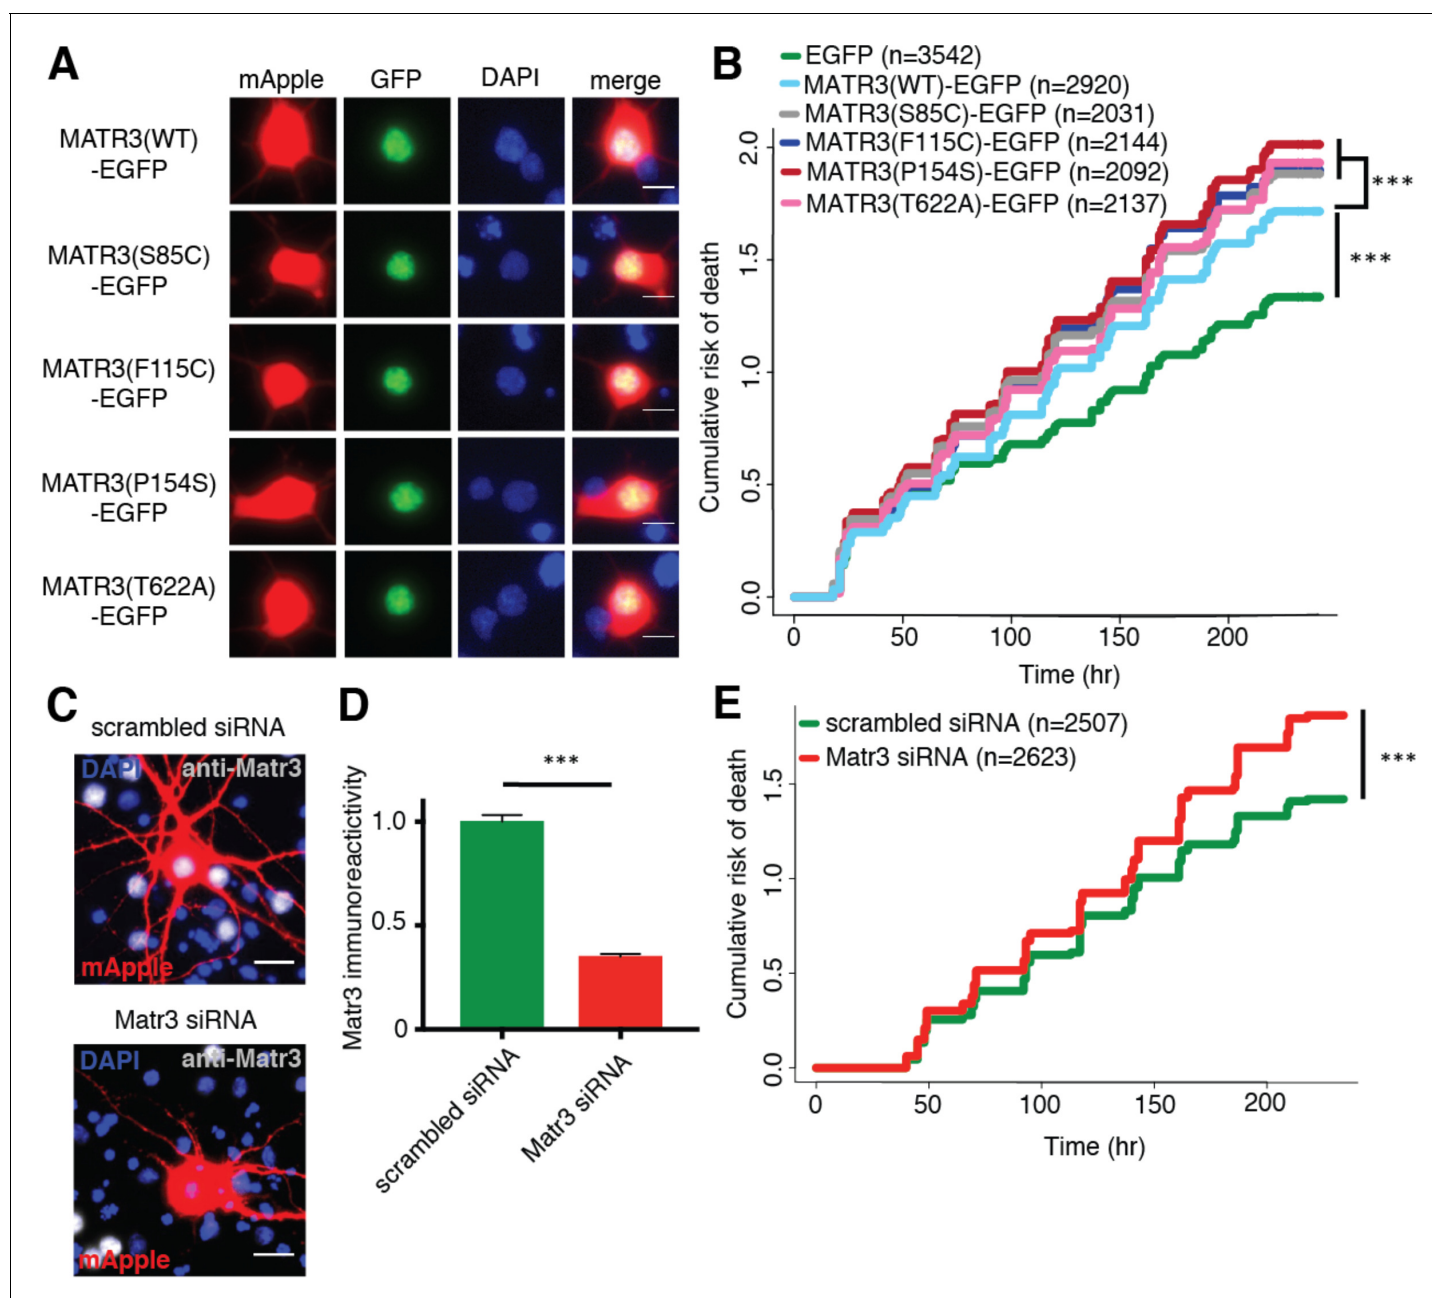 A
mApple
GFP
DAPI
merge
MATR3(WT)
-EGFP
MATR3(S85C)
-EGFP
MATR3(F115C)
-EGFP
MATR3(P154S)
-EGFP
MATR3(T622A)
-EGFP
B
EGFP (n=3542)
MATR3(WT)-EGFP (n=2920)
MATR3(S85C)-EGFP (n=2031)
MATR3(F115C)-EGFP (n=2144)
MATR3(P154S)-EGFP (n=2092)
MATR3(T622A)-EGFP (n=2137)
Cumulative risk of death
2.0
1.5
1.0
0.5
0.0
0 50 100 150 200
Time (hr)
***
***
C
scrambled siRNA
DAPI anti-Matr3
mApple
Matr3 siRNA
DAPI anti-Matr3
mApple
D
***
Matr3 immunoreactictivity
1.0
0.5
0
scrambled siRNA
Matr3 siRNA
E
scrambled siRNA (n=2507)
Matr3 siRNA (n=2623)
Cumulative risk of death
1.5
1.0
0.5
0.0
0 50 100 150 200
Time (hr)
***